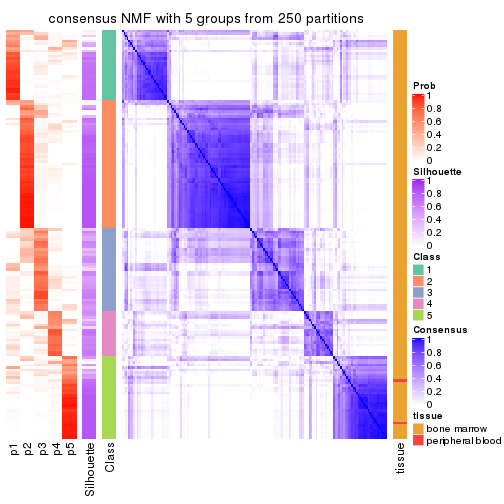 consensus NMF with 5 groups from 250 partitions
Prob
1
0.8
0.6
0.4
0.2
0
Silhouette
1
0.8
0.6
0.4
0.2
0
Class
1
2
3
4
5
Consensus
1
0.8
0.6
0.4
0.2
0
tissue
bone marrow
peripheral blood
p1
p2
p3
p4
p5
Silhouette
Class
tissue